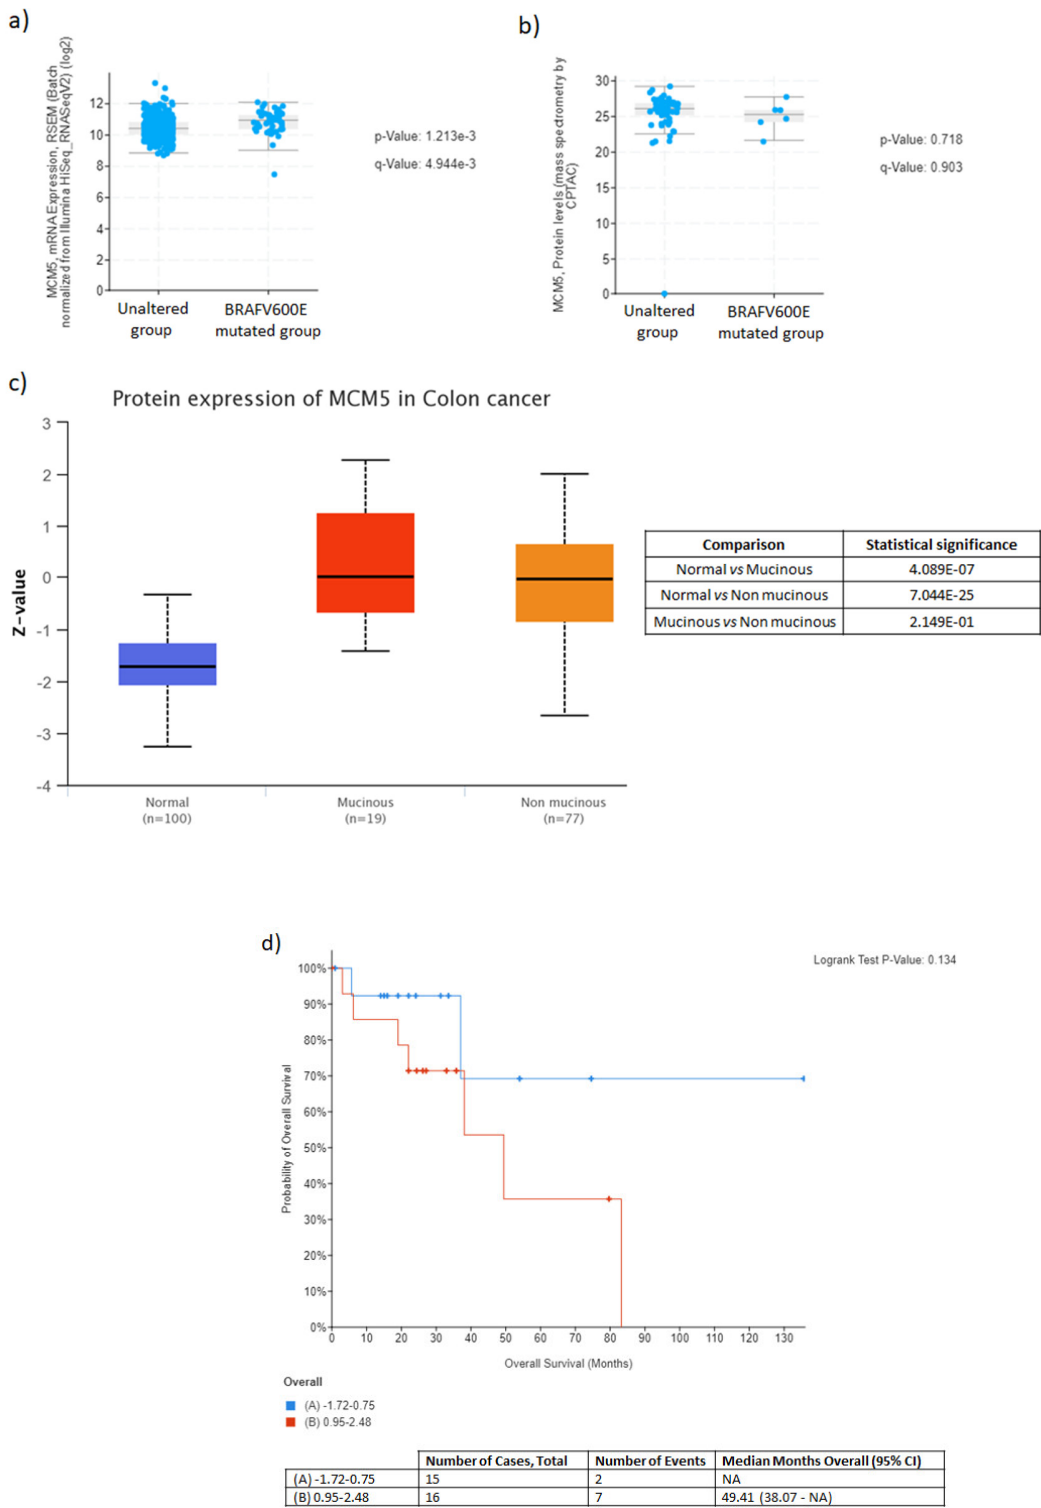 a)
MCM5, mRNA Expression, RSEM (Batch
normalized from Illumina HiSeq_RNASeqV2) (log2)
12
10
8
6
4
2
0
Unaltered
group
BRAFV600E
mutated group
p-Value: 1.213e-3
q-Value: 4.944e-3
b)
MCM5, Protein levels (mass spectrometry by
CPTAC)
30
25
20
15
10
5
0
Unaltered
group
BRAFV600E
mutated group
p-Value: 0.718
q-Value: 0.903
c)
Protein expression of MCM5 in Colon cancer
Z-value
3
2
1
0
-1
-2
-3
-4
Normal
(n=100)
Mucinous
(n=19)
Non mucinous
(n=77)
Comparison Statistical significance
Normal vs Mucinous 4.089E-07
Normal vs Non mucinous 7.044E-25
Mucinous vs Non mucinous 2.149E-01
d)
Logrank Test P-Value: 0.134
Probability of Overall Survival
100%
90%
80%
70%
60%
50%
40%
30%
20%
10%
0%
0 10 20 30 40 50 60 70 80 90 100 110 120 130
Overall Survival (Months)
Overall
(A) -1.72-0.75
(B) 0.95-2.48
Number of Cases, Total Number of Events Median Months Overall (95% CI)
(A) -1.72-0.75 15 2 NA
(B) 0.95-2.48 16 7 49.41 (38.07 - NA)